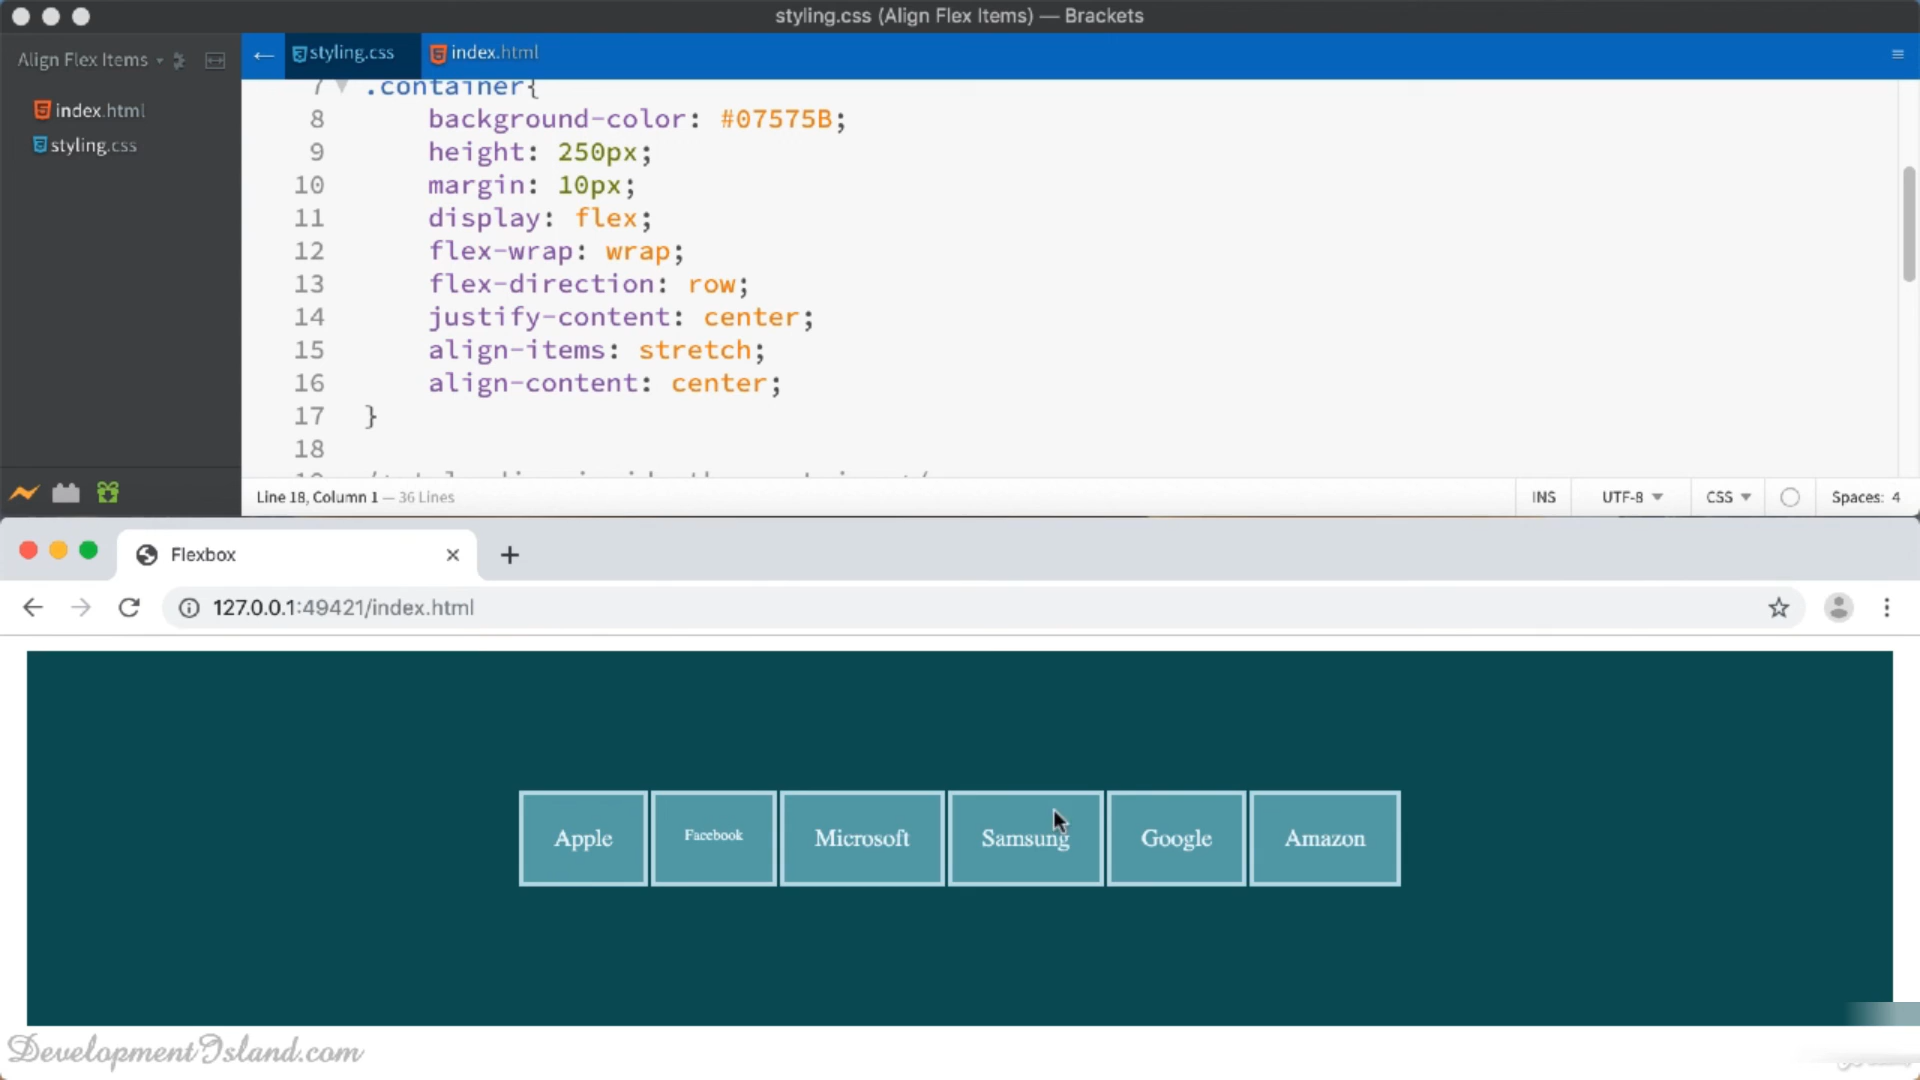 styling.css (Align Flex Items) — Brackets
Align Flex Items
styling.css
index.html
index.html
styling.css
7 .container{
8 background-color: #07575B;
9 height: 250px;
10 margin: 10px;
11 display: flex;
12 flex-wrap: wrap;
13 flex-direction: row;
14 justify-content: center;
15 align-items: stretch;
16 align-content: center;
17 }
18
Line 18, Column 1 — 36 Lines
INS
UTF-8
CSS
Spaces: 4
Flexbox
127.0.0.1:49421/index.html
Apple
Facebook
Microsoft
Samsung
Google
Amazon
DevelopmentIsland.com